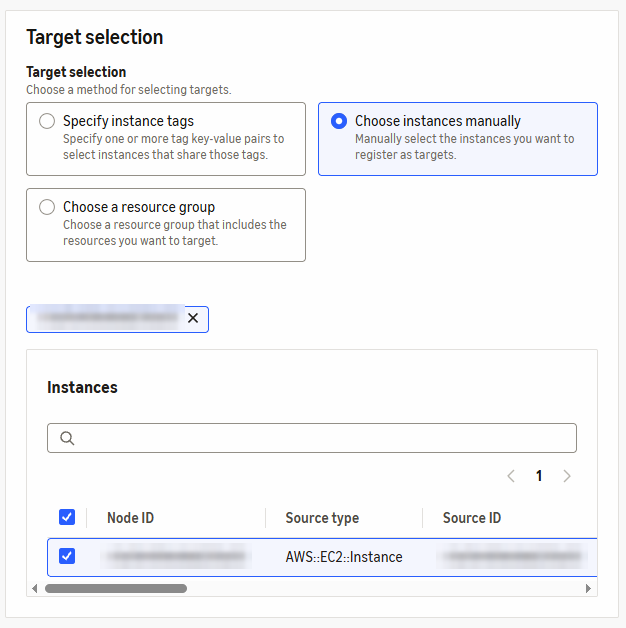 Target selection
Target selection
Choose a method for selecting targets.
Specify instance tags
Specify one or more tag key-value pairs to
select instances that share those tags.
Choose instances manually
Manually select the instances you want to
register as targets.
Choose a resource group
Choose a resource group that includes the
resources you want to target.
Instances
1
Node ID Source type Source ID
AWS::EC2::Instance